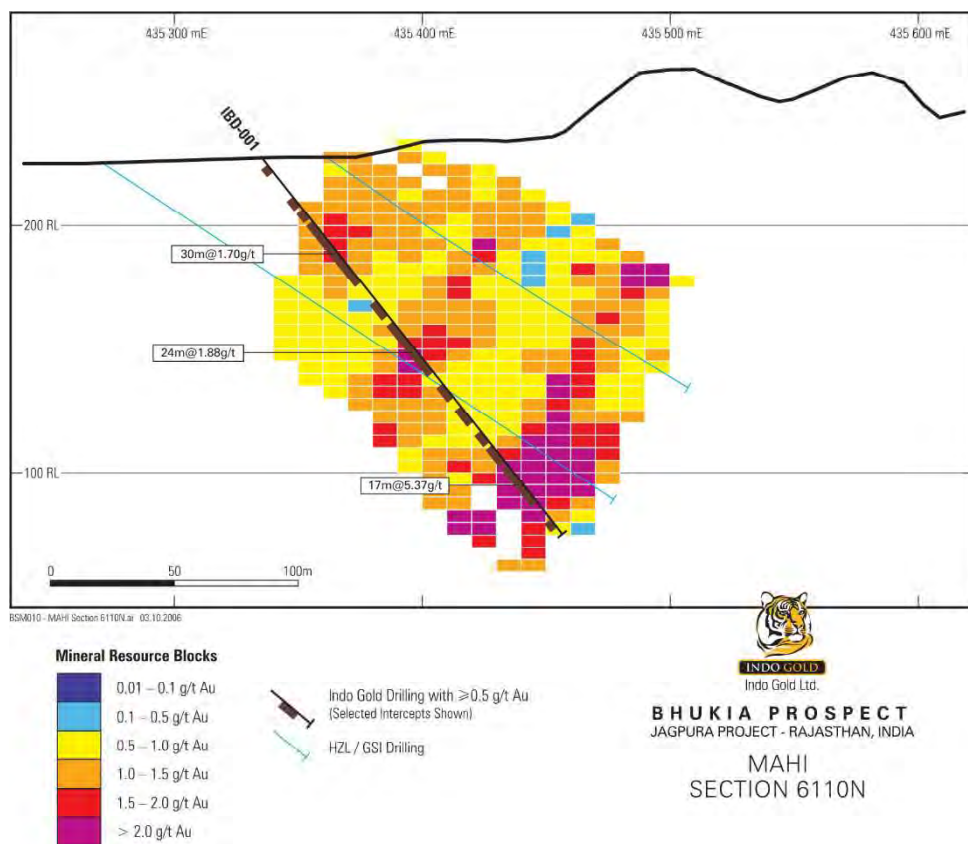 435 300 mE
435 400 mE
435 500 mE
435 600 mE
IBD-001
200 RL
30m@1.70g/t
24m@1.88g/t
100 RL
17m@5.37g/t
0 50 100m
BSM010 - MAHI Section 6110N.ai 03.10.2006
Mineral Resource Blocks
0.01 – 0.1 g/t Au
0.1 – 0.5 g/t Au
0.5 – 1.0 g/t Au
1.0 – 1.5 g/t Au
1.5 – 2.0 g/t Au
> 2.0 g/t Au
Indo Gold Drilling with ⩾0.5 g/t Au
(Selected Intercepts Shown)
HZL / GSI Drilling
INDO GOLD
Indo Gold Ltd.
BHUKIA PROSPECT
JAGPURA PROJECT - RAJASTHAN, INDIA
MAHI
SECTION 6110N